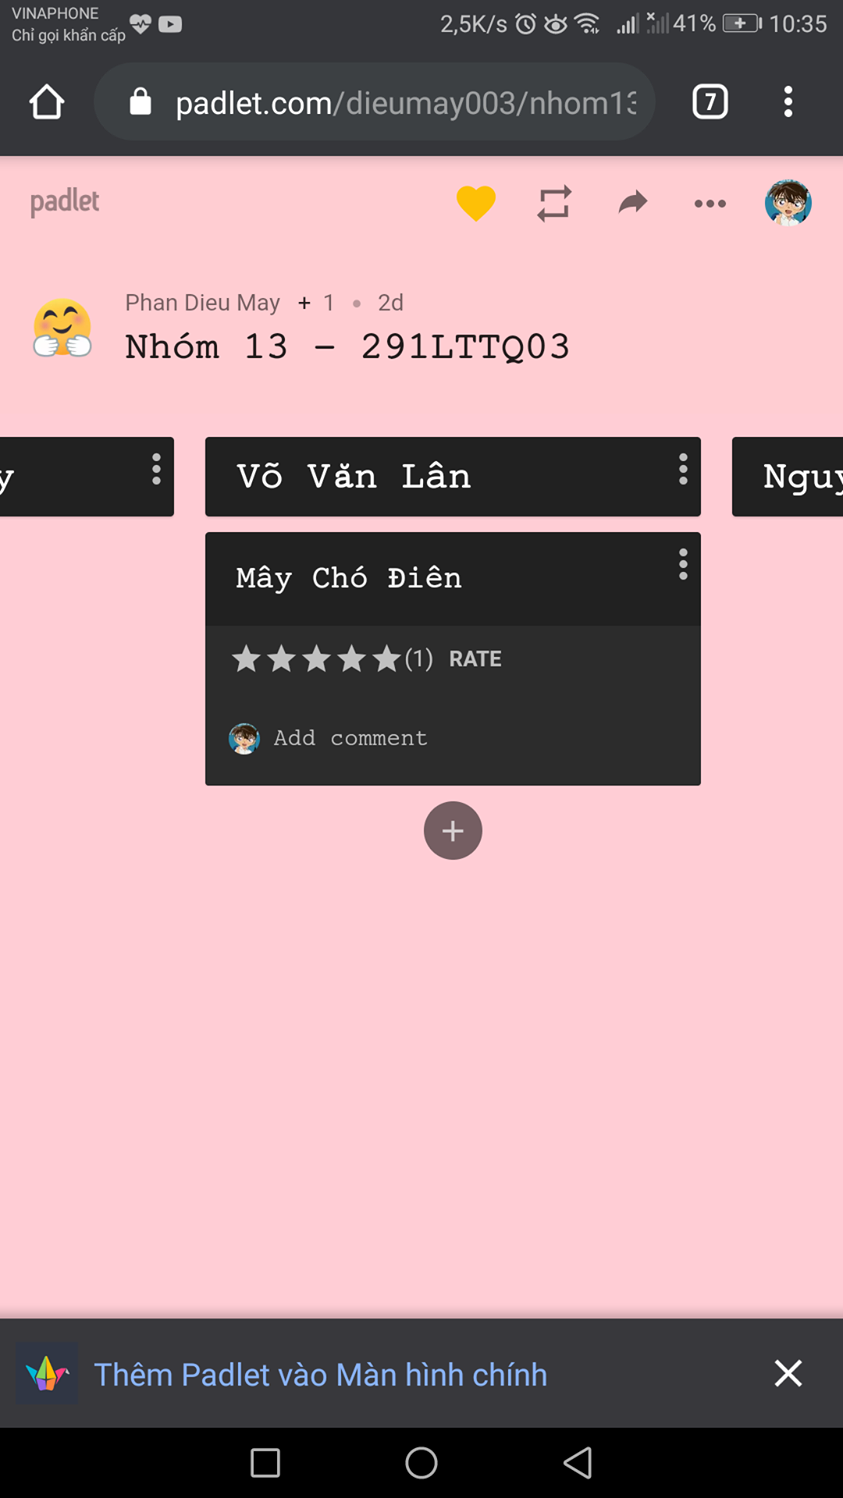 VINAPHONE
Chỉ gọi khẩn cấp
2,5K/s 41% 10:35
padlet.com/dieumay003/nhom13
7
padlet
Phan Dieu May + 1 • 2d
Nhóm 13 – 291LTTQ03
y
Võ Văn Lân
Nguy
Mây Chó Điên
(1) RATE
Add comment
Thêm Padlet vào Màn hình chính